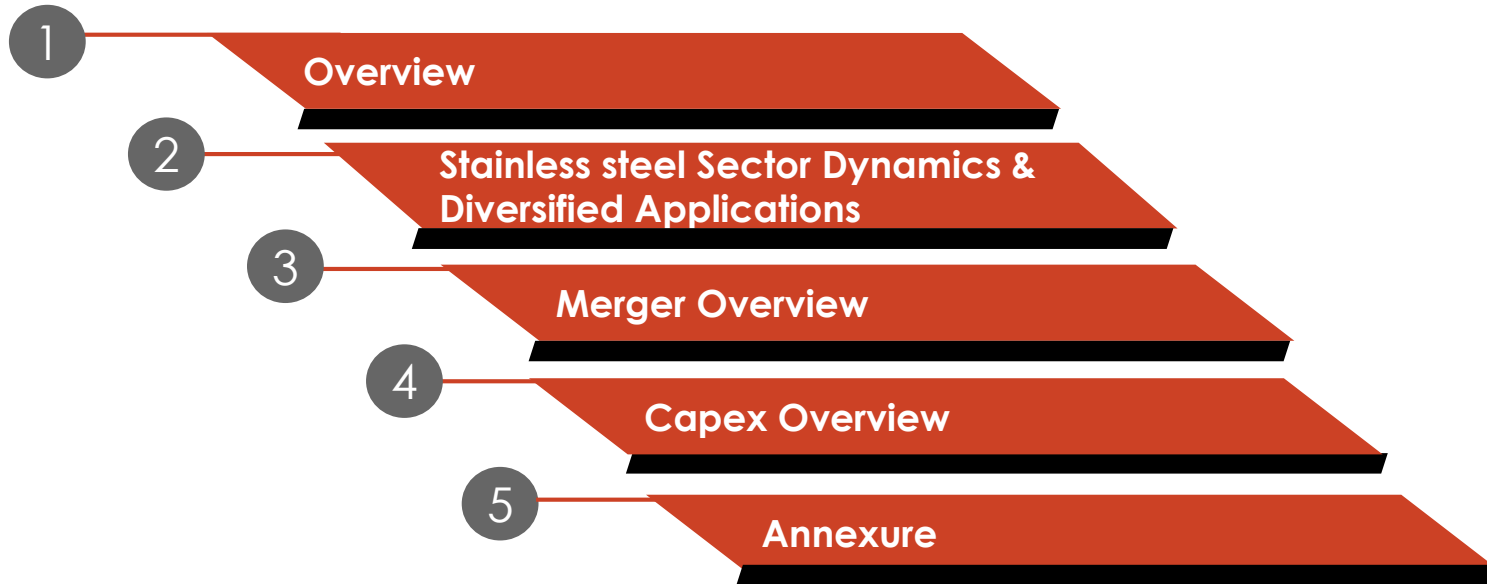 1
Overview
2
Stainless steel Sector Dynamics &
Diversified Applications
3
Merger Overview
4
Capex Overview
5
Annexure